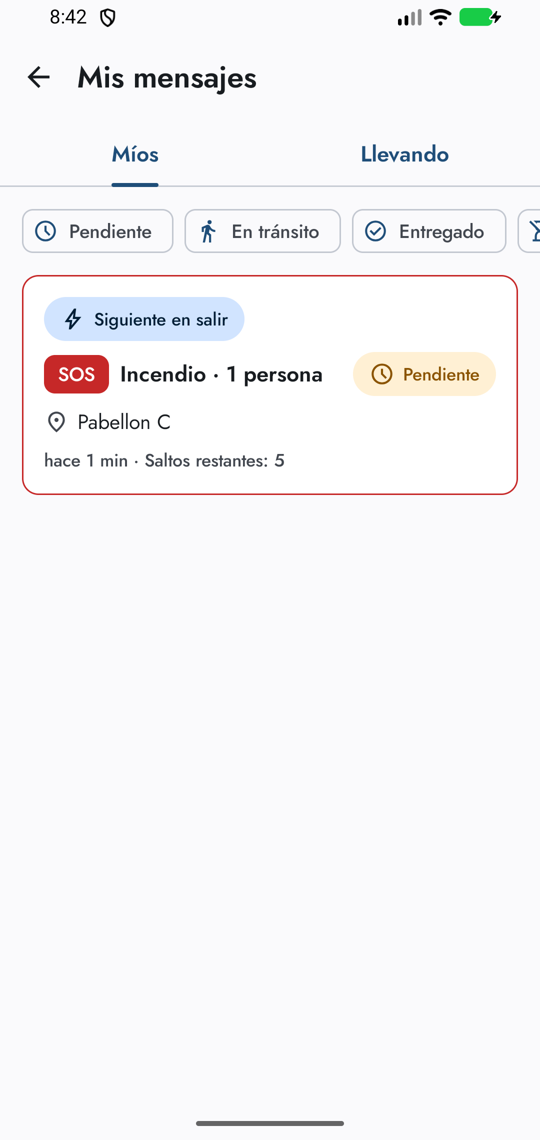 8:42
Mis mensajes
Míos
Llevando
Pendiente
En tránsito
Entregado
Siguiente en salir
SOS Incendio · 1 persona
Pendiente
Pabellon C
hace 1 min · Saltos restantes: 5